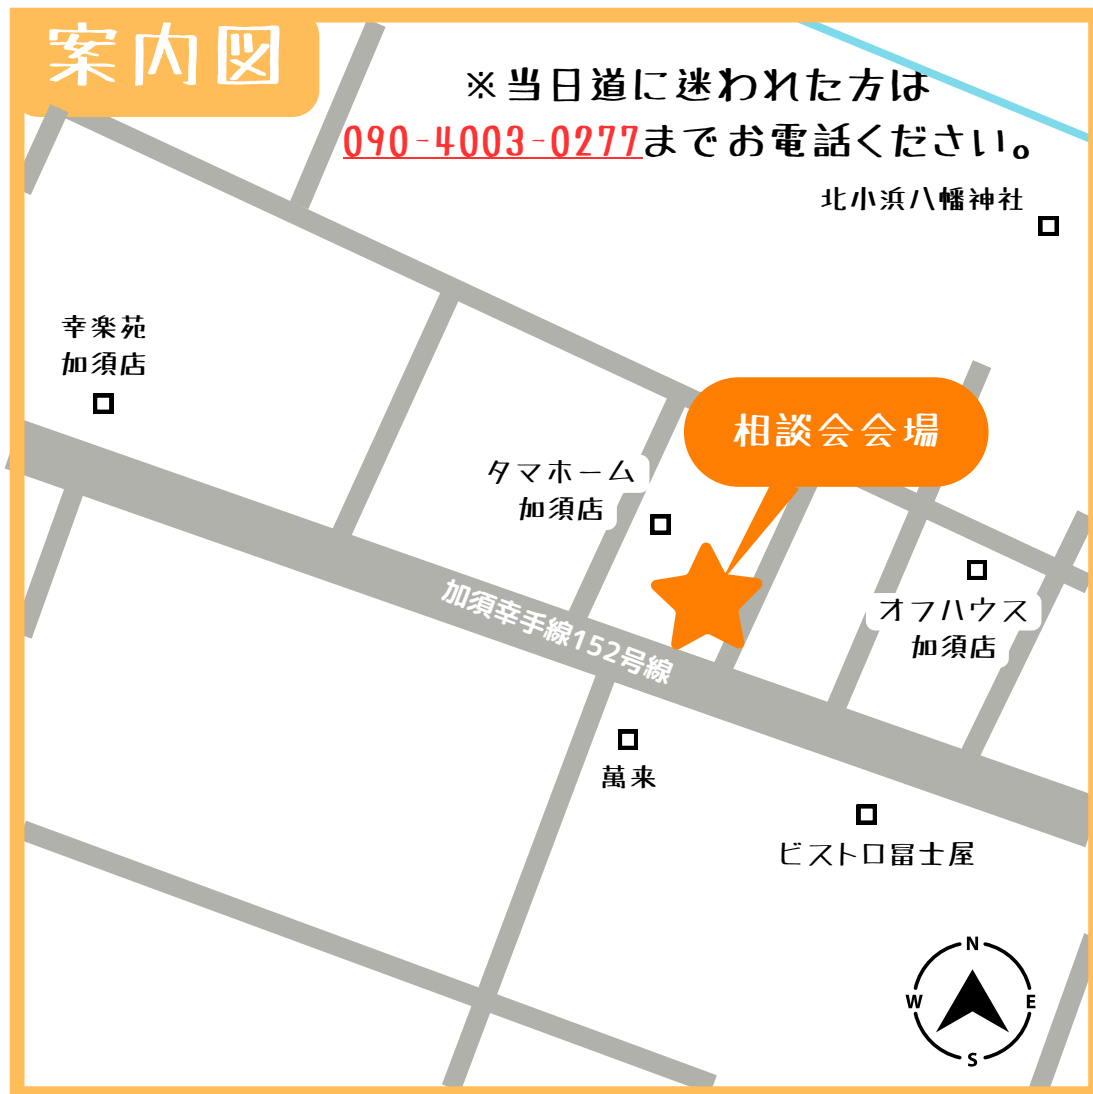 案内図
※当日道に迷われた方は
090-4003-0277までお電話ください。
北小浜八幡神社
幸楽苑
加須店
相談会会場
タマホーム
加須店
オフハウス
加須店
加須幸手線152号線
萬来
ビストロ冨士屋
N
W
E
S